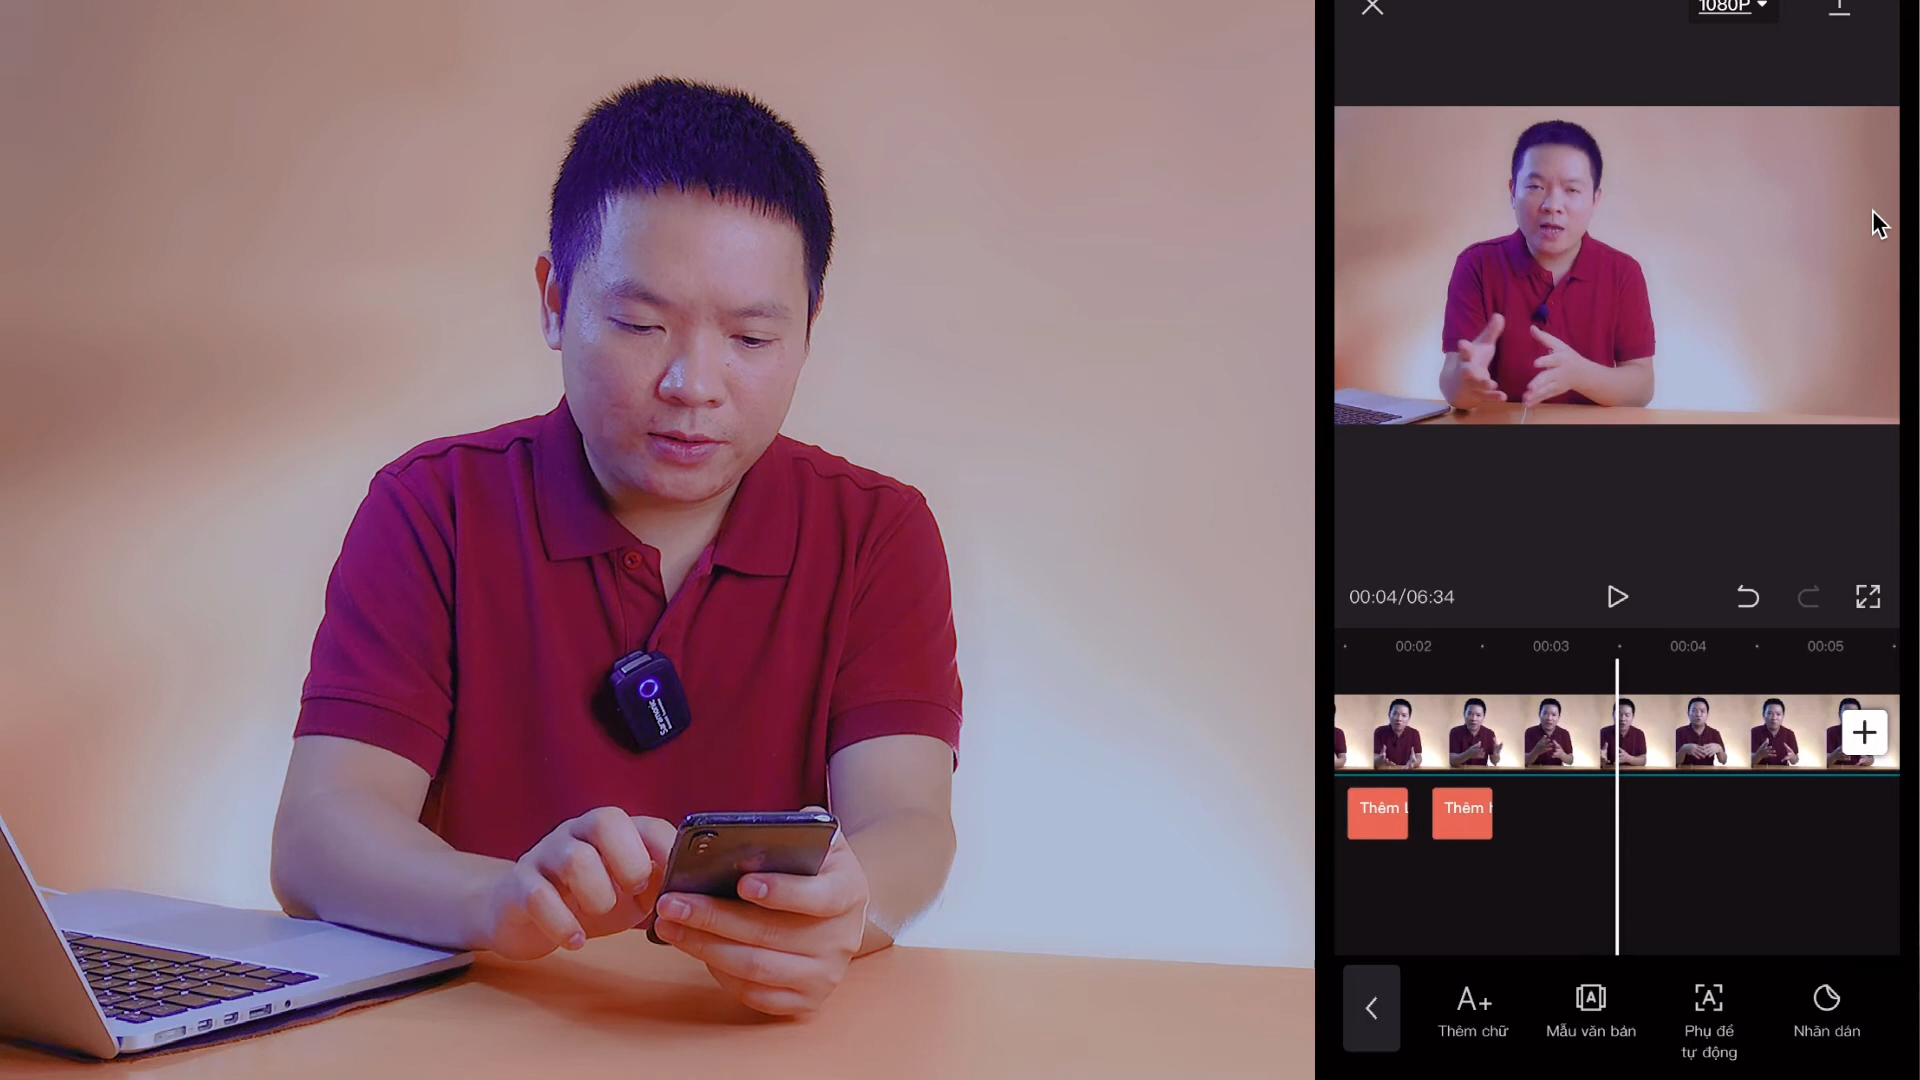 1080P
00:04/06:34
00:02
00:03
00:04
00:05
Thêm
Thêm
Saramonic
Thêm chữ
Mẫu văn bản
Phụ đề
tự động
Nhãn dán